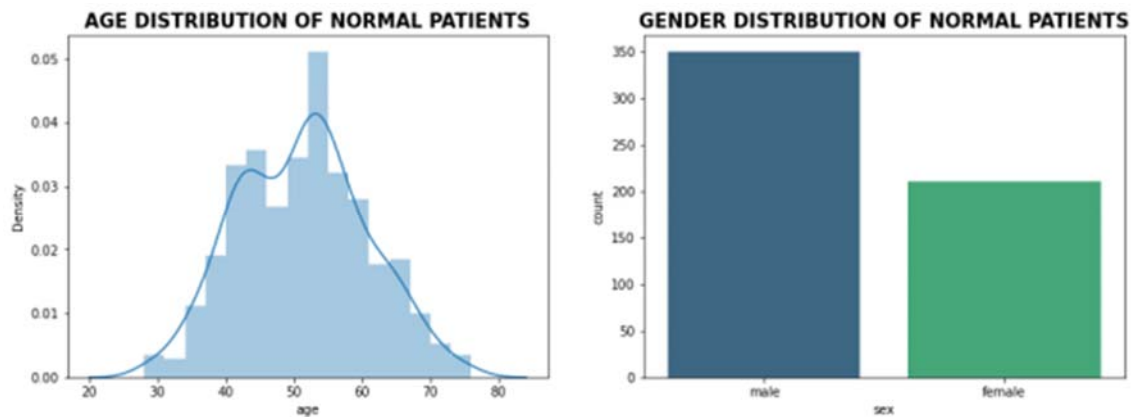 AGE DISTRIBUTION OF NORMAL PATIENTS
0.05
0.04
0.03
0.02
0.01
0.00
Density
20 30 40 50 60 70 80
age
GENDER DISTRIBUTION OF NORMAL PATIENTS
350
300
250
200
150
100
50
0
count
male female
sex